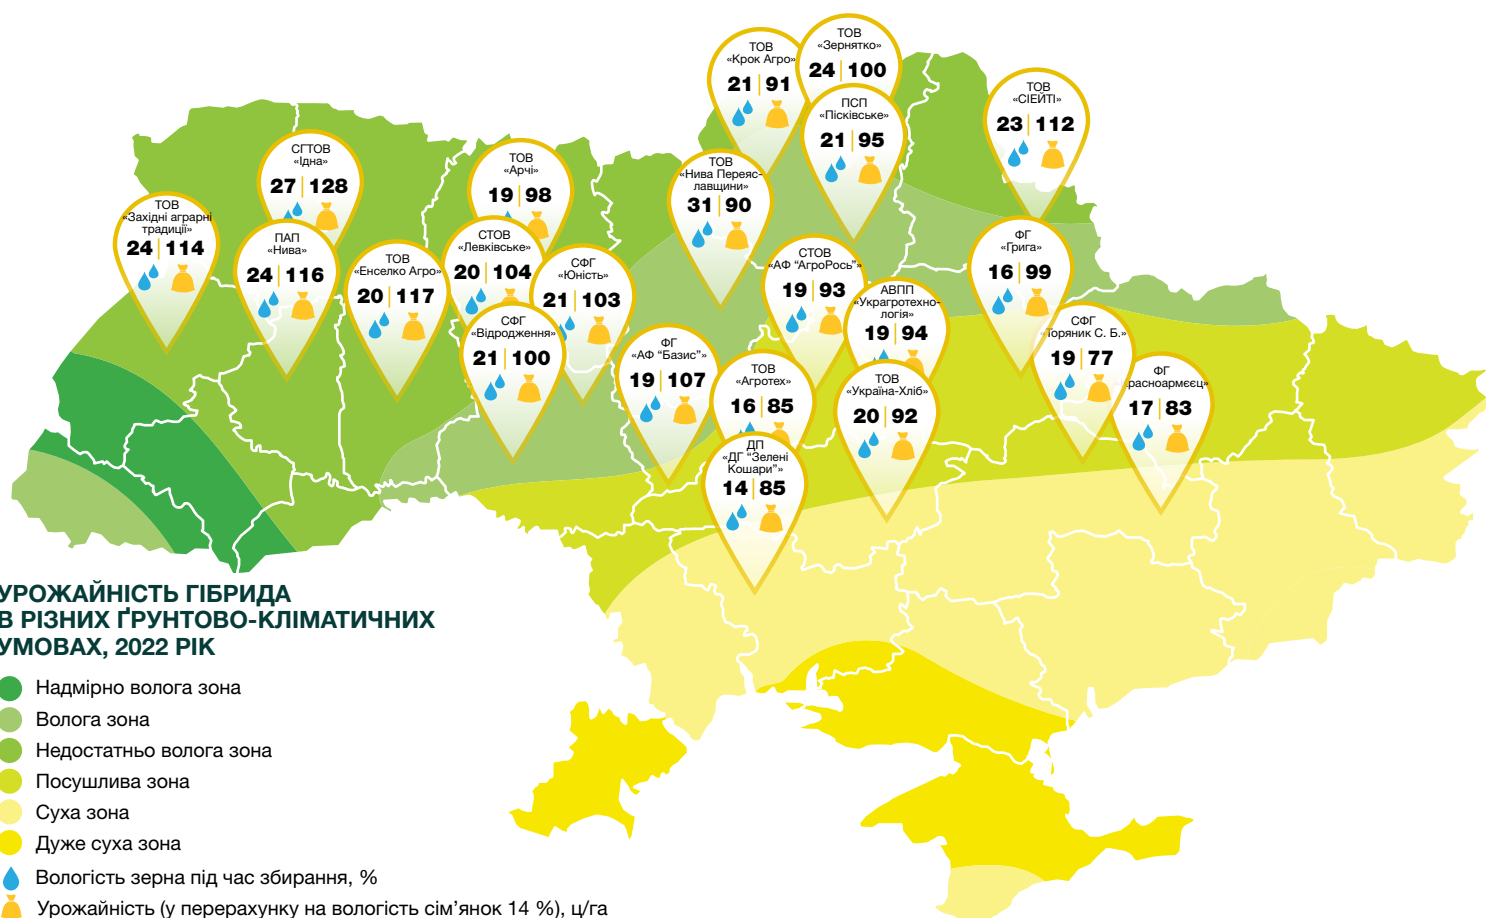 ТОВ
«Крок Агро»
21|91
ТОВ
«Зернятко»
24|100
ПСП
«Пісківське»
21|95
ТОВ
«СІЕЙТІ»
23|112
СГТОВ
«Ідна»
27|128
ТОВ
«Арчі»
19|98
ТОВ
«Нива Переяс-
лавщини»
31|90
ТОВ
«Західні аграрні
традиції»
24|114
ПАП
«Нива»
24|116
ТОВ
«Енселко Агро»
20|117
СТОВ
«Левківське»
20|104
СФГ
«Юність»
21|103
СТОВ
«АФ “АгроРось”»
19|93
АВПП
«Украгротехно-
логія»
19|94
ФГ
«Грига»
16|99
СФГ
«Відродження»
21|100
ФГ
«АФ “Базис”»
19|107
ТОВ
«Агротех»
16|85
ТОВ
«Україна-Хліб»
20|92
СФГ
«Торяник С. Б.»
19|77
ФГ
17|83
ДП
«ДГ “Зелені
Кошари”»
14|85
УРОЖАЙНІСТЬ ГІБРИДА
В РІЗНИХ ҐРУНТОВО-КЛІМАТИЧНИХ
УМОВАХ, 2022 РІК
Надмірно волога зона
Волога зона
Недостатньо волога зона
Посушлива зона
Суха зона
Дуже суха зона
Вологість зерна під час збирання, %
Урожайність (у перерахунку на вологість сім’янок 14 %), ц/га